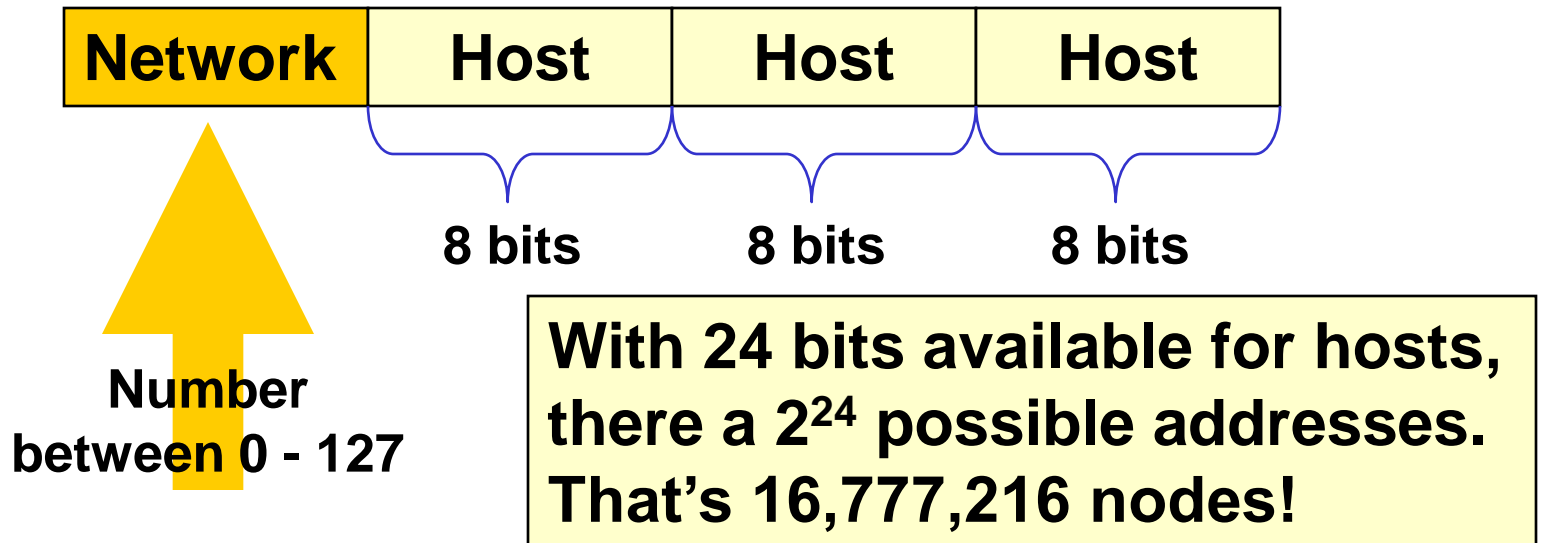 Network Host Host Host
8 bits 8 bits 8 bits
Number
between 0 - 127
With 24 bits available for hosts,
there a 2²⁴ possible addresses.
That’s 16,777,216 nodes!